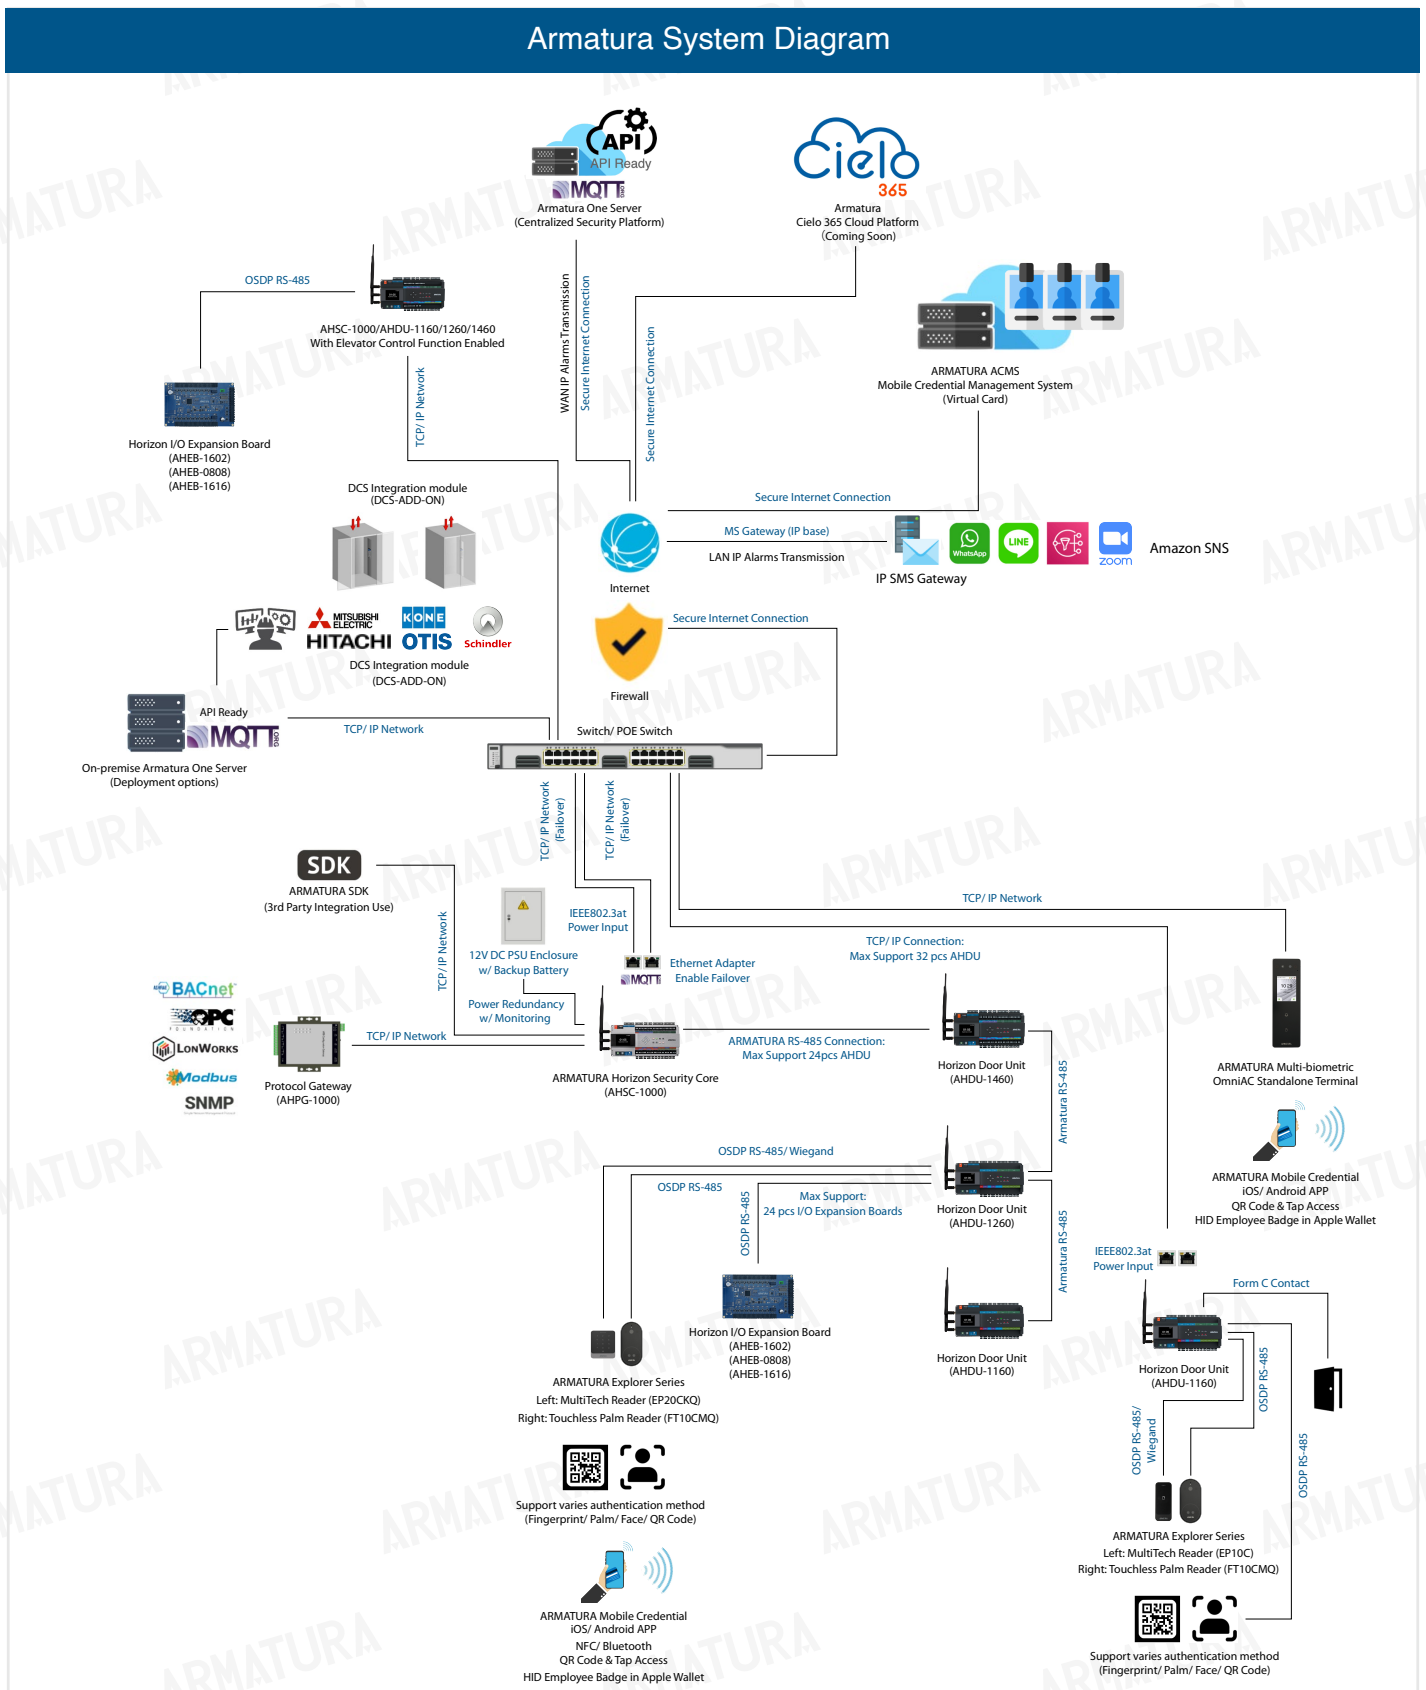 Armatura System Diagram
API
API Ready
MQTT.ORG
Armatura One Server
(Centralized Security Platform)
Cielo
365
Armatura
Cielo 365 Cloud Platform
(Coming Soon)
OSDP RS-485
AHSC-1000/AHDU-1160/1260/1460
With Elevator Control Function Enabled
WAN IP Alarms Transmission
Secure Internet Connection
Secure Internet Connection
TCP/ IP Network
ARMATURA ACMS
Mobile Credential Management System
(Virtual Card)
Horizon I/O Expansion Board
(AHEB-1602)
(AHEB-0808)
(AHEB-1616)
DCS Integration module
(DCS-ADD-ON)
Secure Internet Connection
MS Gateway (IP base)
LAN IP Alarms Transmission
WhatsApp
LINE
zoom
Amazon SNS
IP SMS Gateway
Internet
MITSUBISHI
ELECTRIC
HITACHI
KONE
OTIS
Schindler
DCS Integration module
(DCS-ADD-ON)
Secure Internet Connection
Firewall
API Ready
MQTT.ORG
TCP/ IP Network
On-premise Armatura One Server
(Deployment options)
Switch/ POE Switch
TCP/ IP Network
(Failover)
TCP/ IP Network
(Failover)
SDK
ARMATURA SDK
(3rd Party Integration Use)
TCP/ IP Network
IEEE802.3at
Power Input
12V DC PSU Enclosure
w/ Backup Battery
Ethernet Adapter
Enable Failover
MQTT
Power Redundancy
w/ Monitoring
TCP/ IP Network
TCP/ IP Connection:
Max Support 32 pcs AHDU
BACnet
OPC
FOUNDATION
LONWORKS
Modbus
SNMP
TCP/ IP Network
Protocol Gateway
(AHPG-1000)
ARMATURA Horizon Security Core
(AHSC-1000)
ARMATURA RS-485 Connection:
Max Support 24pcs AHDU
Horizon Door Unit
(AHDU-1460)
Armatura RS-485
ARMATURA Multi-biometric
OmniAC Standalone Terminal
OSDP RS-485/ Wiegand
OSDP RS-485
OSDP RS-485
Max Support:
24 pcs I/O Expansion Boards
Horizon Door Unit
(AHDU-1260)
Armatura RS-485
ARMATURA Mobile Credential
iOS/ Android APP
QR Code & Tap Access
HID Employee Badge in Apple Wallet
IEEE802.3at
Power Input
Form C Contact
Horizon I/O Expansion Board
(AHEB-1602)
(AHEB-0808)
(AHEB-1616)
Horizon Door Unit
(AHDU-1160)
Horizon Door Unit
(AHDU-1160)
ARMATURA Explorer Series
Left: MultiTech Reader (EP20CKQ)
Right: Touchless Palm Reader (FT10CMQ)
OSDP RS-485/
Wiegand
OSDP RS-485
OSDP RS-485
Support varies authentication method
(Fingerprint/ Palm/ Face/ QR Code)
ARMATURA Explorer Series
Left: MultiTech Reader (EP10C)
Right: Touchless Palm Reader (FT10CMQ)
ARMATURA Mobile Credential
iOS/ Android APP
NFC/ Bluetooth
QR Code & Tap Access
HID Employee Badge in Apple Wallet
Support varies authentication method
(Fingerprint/ Palm/ Face/ QR Code)